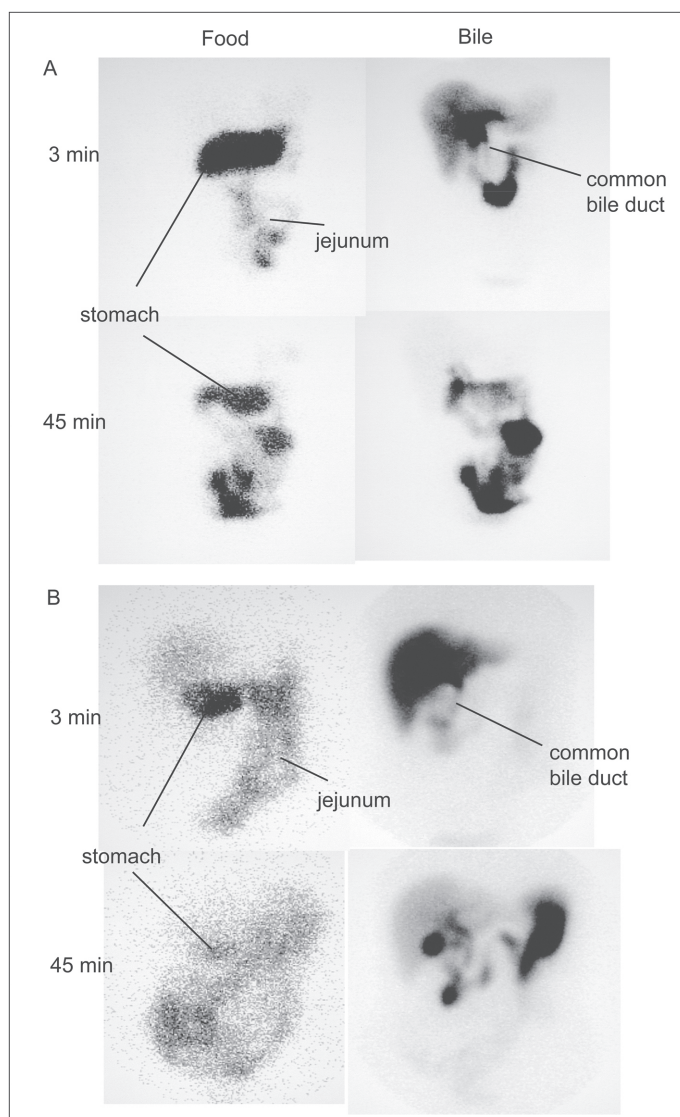 Food Bile
A
3 min
common
bile duct
jejunum
stomach
45 min
B
3 min
common
bile duct
jejunum
stomach
45 min